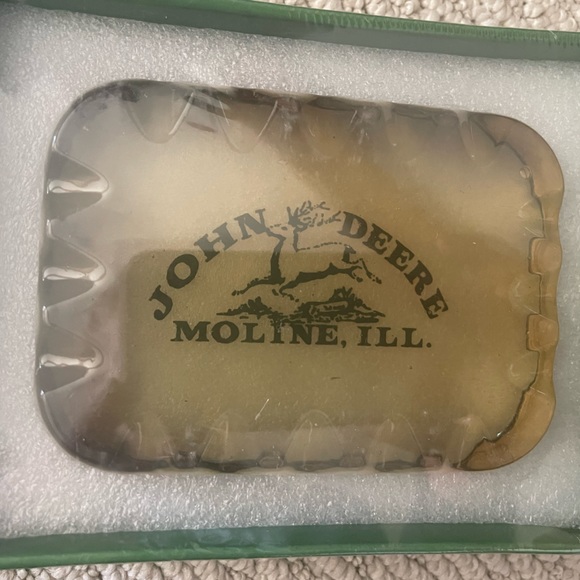 JOHN DEERE
MOLINE, ILL.